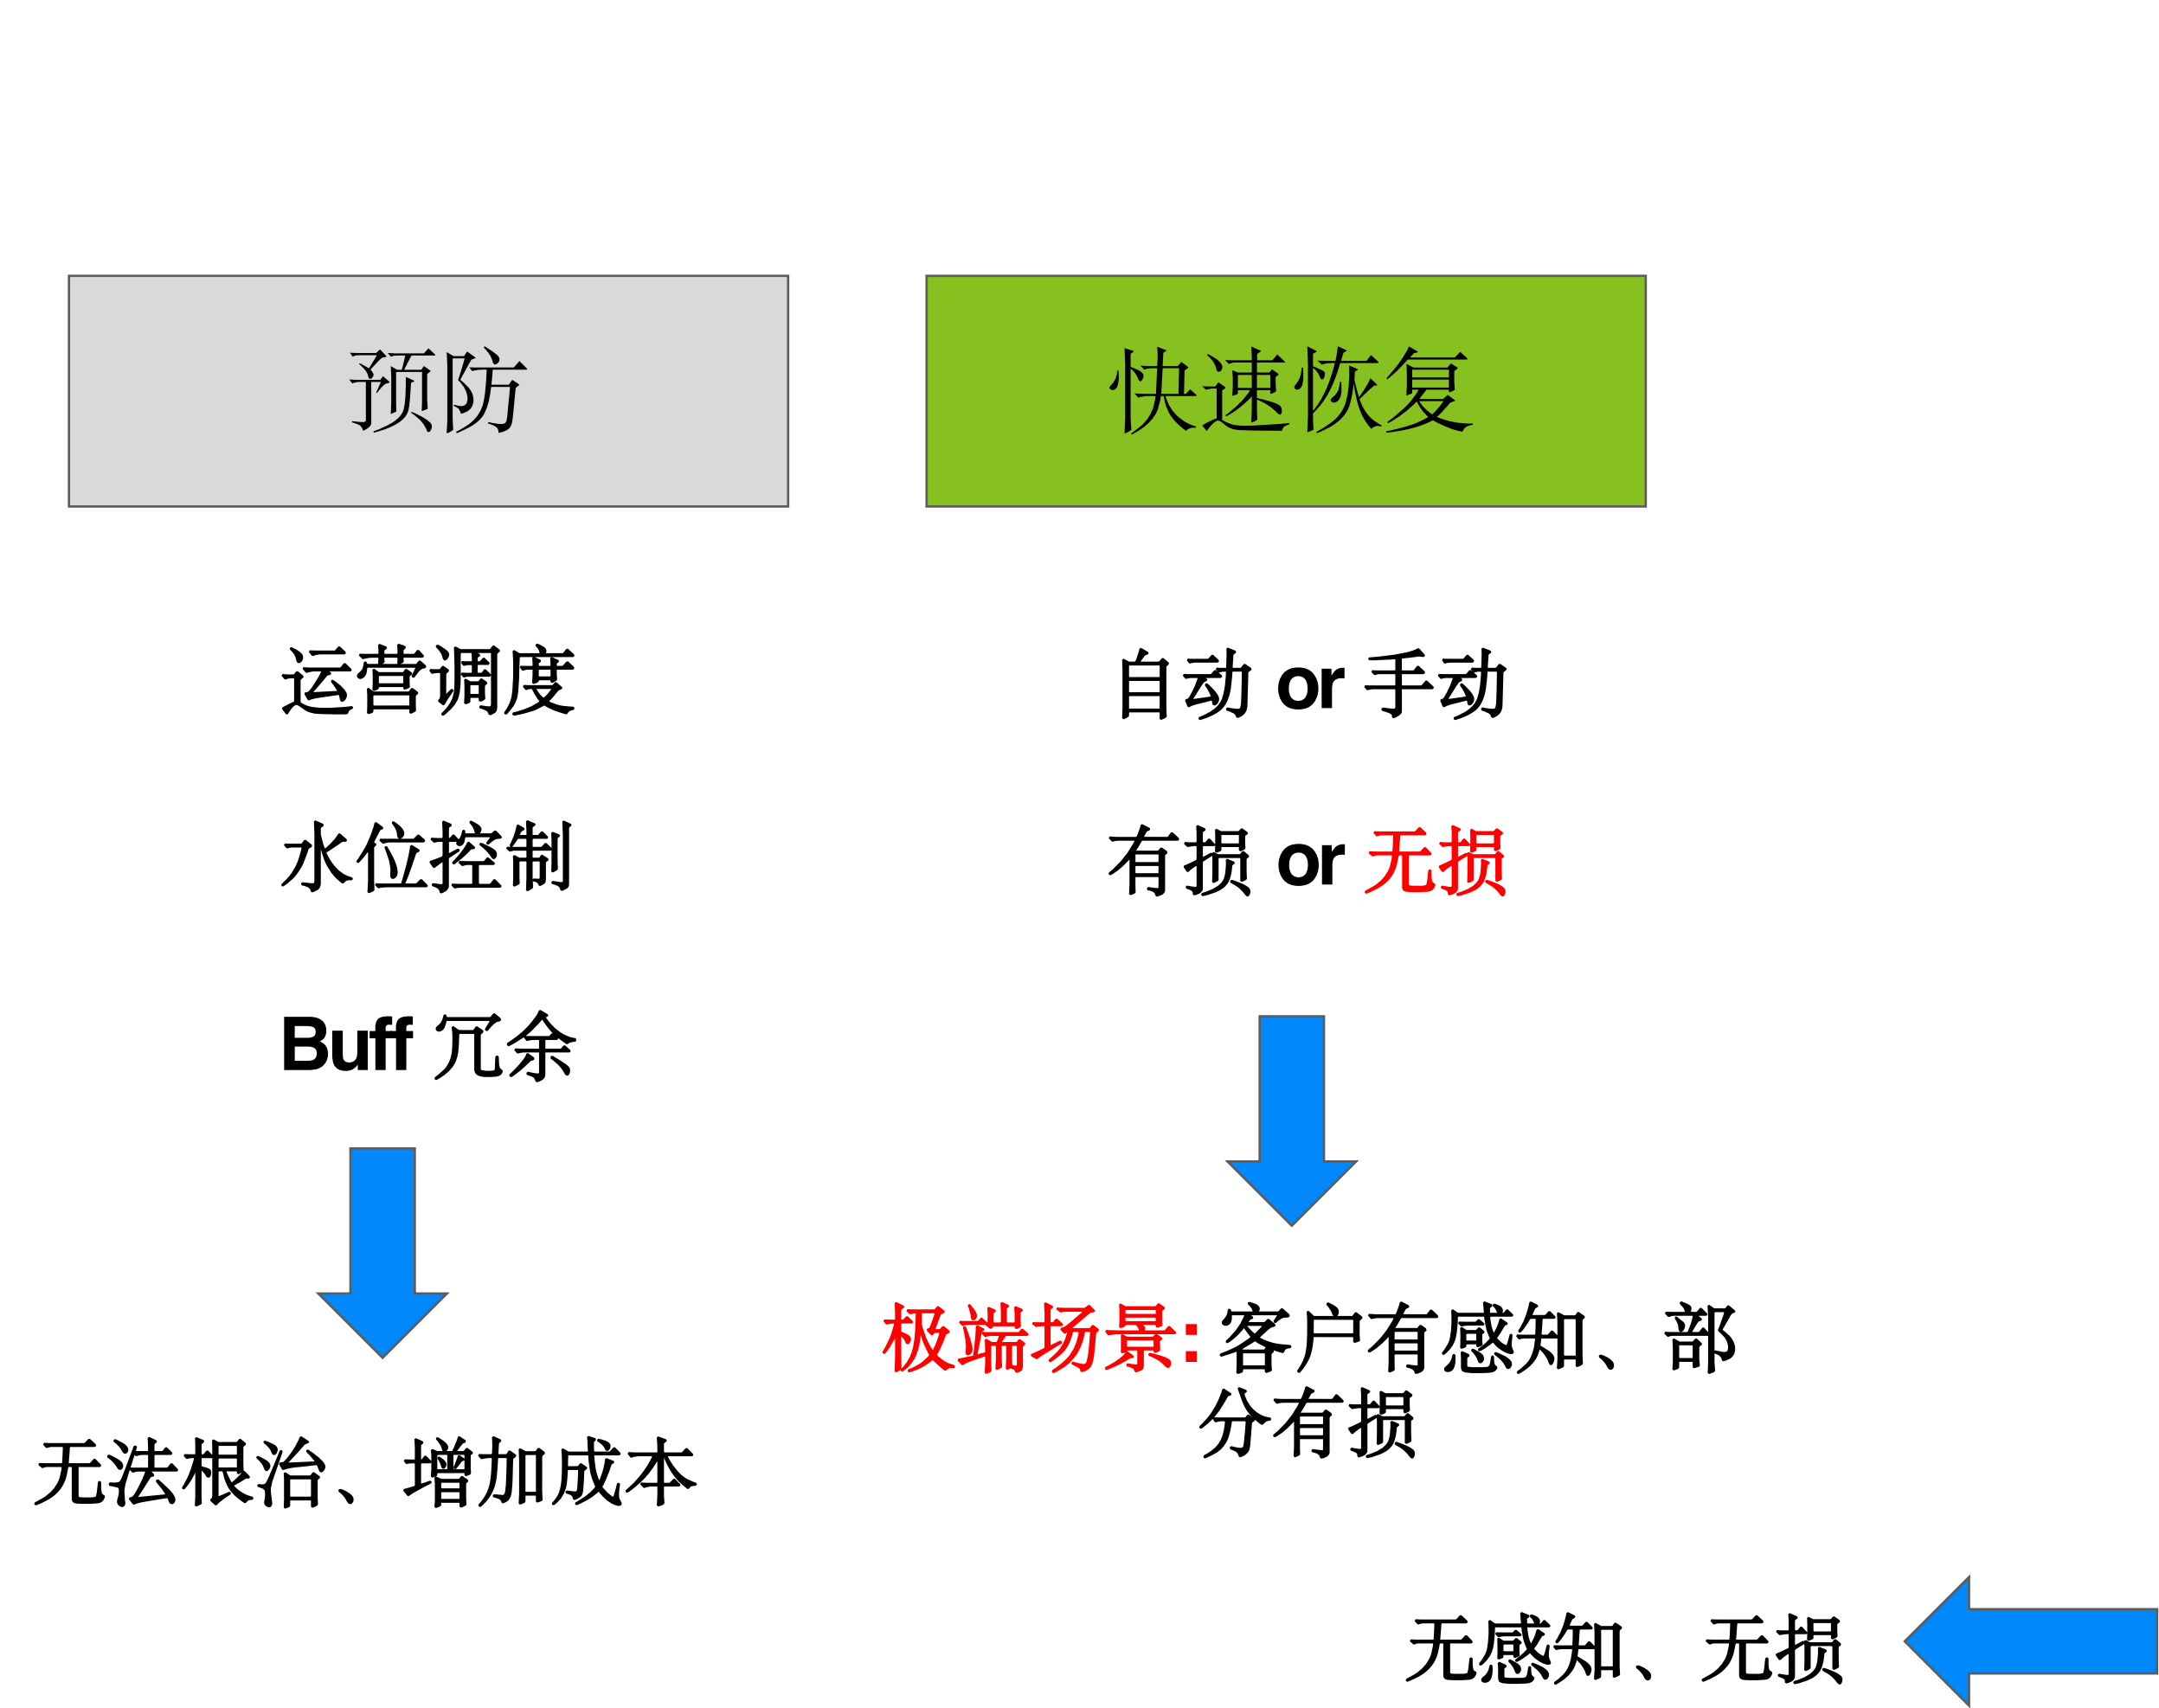 预防
运营调度
水位控制
Buff 冗余
无法根治、增加成本
快速恢复
自动 or 手动
有损 or 无损
极端场景：客户有感知、部
分有损
无感知、无损